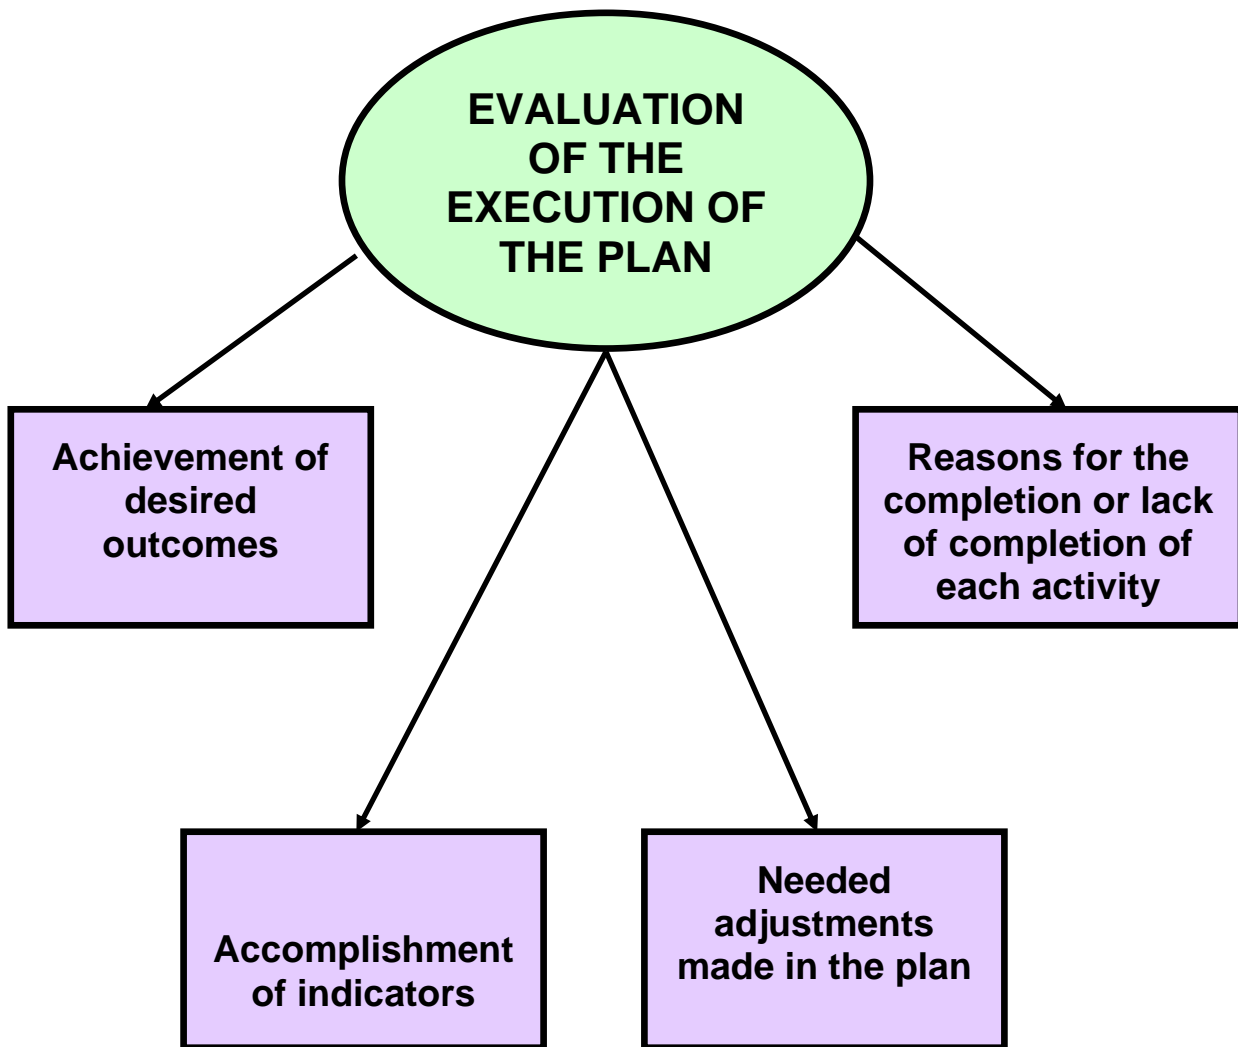 EVALUATION
OF THE
EXECUTION OF
THE PLAN
Achievement of
desired
outcomes
Reasons for the
completion or lack
of completion of
each activity
Accomplishment
of indicators
Needed
adjustments
made in the plan